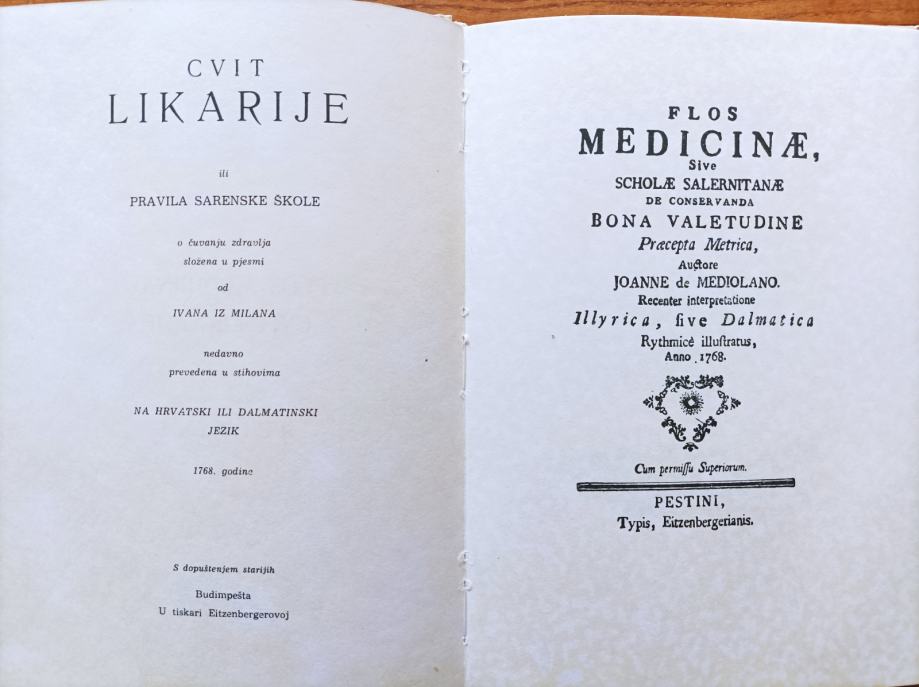 CVIT
LIKARIJE
ili
PRAVILA SARENSKE ŠKOLE
o čuvanju zdravlja
složena u pjesmi
od
IVANA IZ MILANA
nedavno
prevedena u stihovima
NA HRVATSKI ILI DALMATINSKI
JEZIK
1768. godine
S dopuštenjem starijih
Budimpešta
U tiskari Eitzenbergerovoj
FLOS
MEDICINÆ,
Sive
SCHOLÆ SALERNITANÆ
DE CONSERVANDA
BONA VALETUDINE
Præcepta Metrica,
Auctore
JOANNE de MEDIOLANO.
Recenter interpretatione
Illyrica, ſive Dalmatica
Rythmicè illuſtratus,
Anno 1768.
Cum permiſſu Superiorum.
PESTINI,
Typis, Eitzenbergerianis.